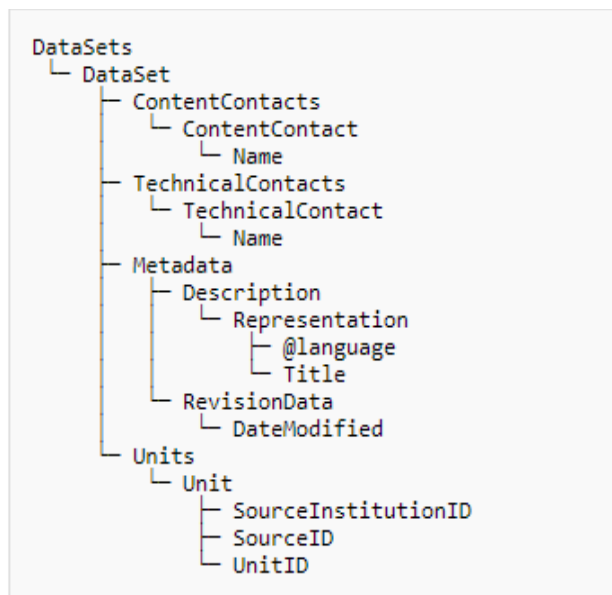 DataSets
DataSet
ContentContacts
ContentContact
Name
TechnicalContacts
TechnicalContact
Name
Metadata
Description
Representation
@language
Title
RevisionData
DateModified
Units
Unit
SourceInstitutionID
SourceID
UnitID